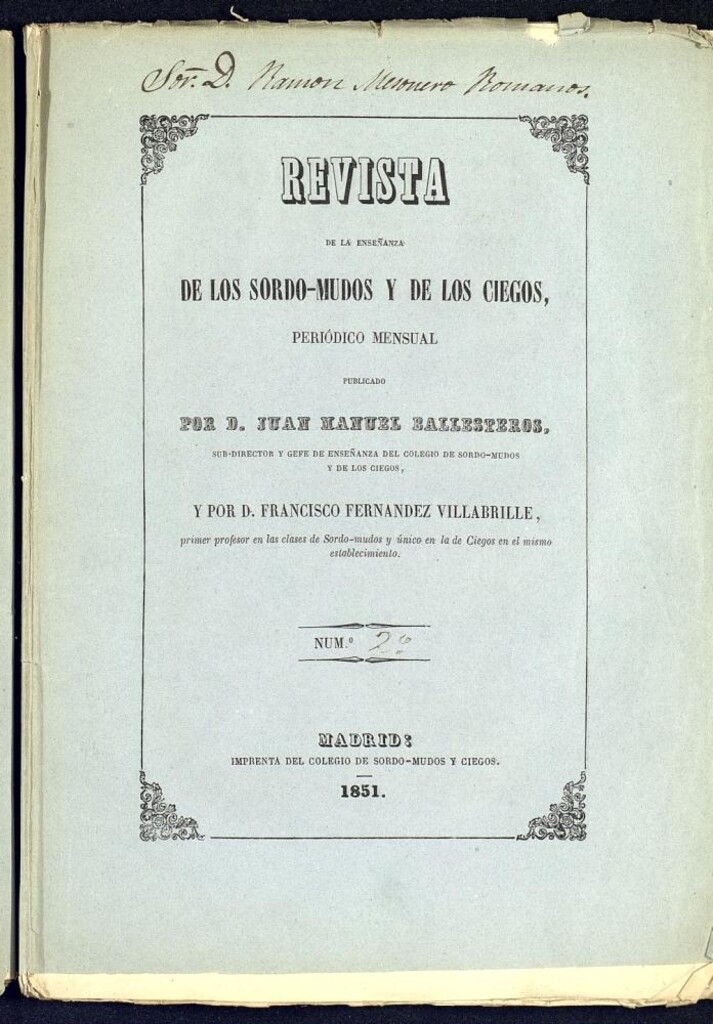 Sor. D. Ramon Mesonero Romanos.
REVISTA
DE LA ENSEÑANZA
DE LOS SORDO-MUDOS Y DE LOS CIEGOS,
PERIÓDICO MENSUAL
PUBLICADO
POR D. JUAN MANUEL BALLESTEROS,
SUB-DIRECTOR Y GEFE DE ENSEÑANZA DEL COLEGIO DE SORDO-MUDOS
Y DE LOS CIEGOS,
Y POR D. FRANCISCO FERNANDEZ VILLABRILLE,
primer profesor en las clases de Sordo-mudos y único en la de Ciegos en el mismo
establecimiento.
NUM.º 2º
MADRID:
IMPRENTA DEL COLEGIO DE SORDO-MUDOS Y CIEGOS.
1851.